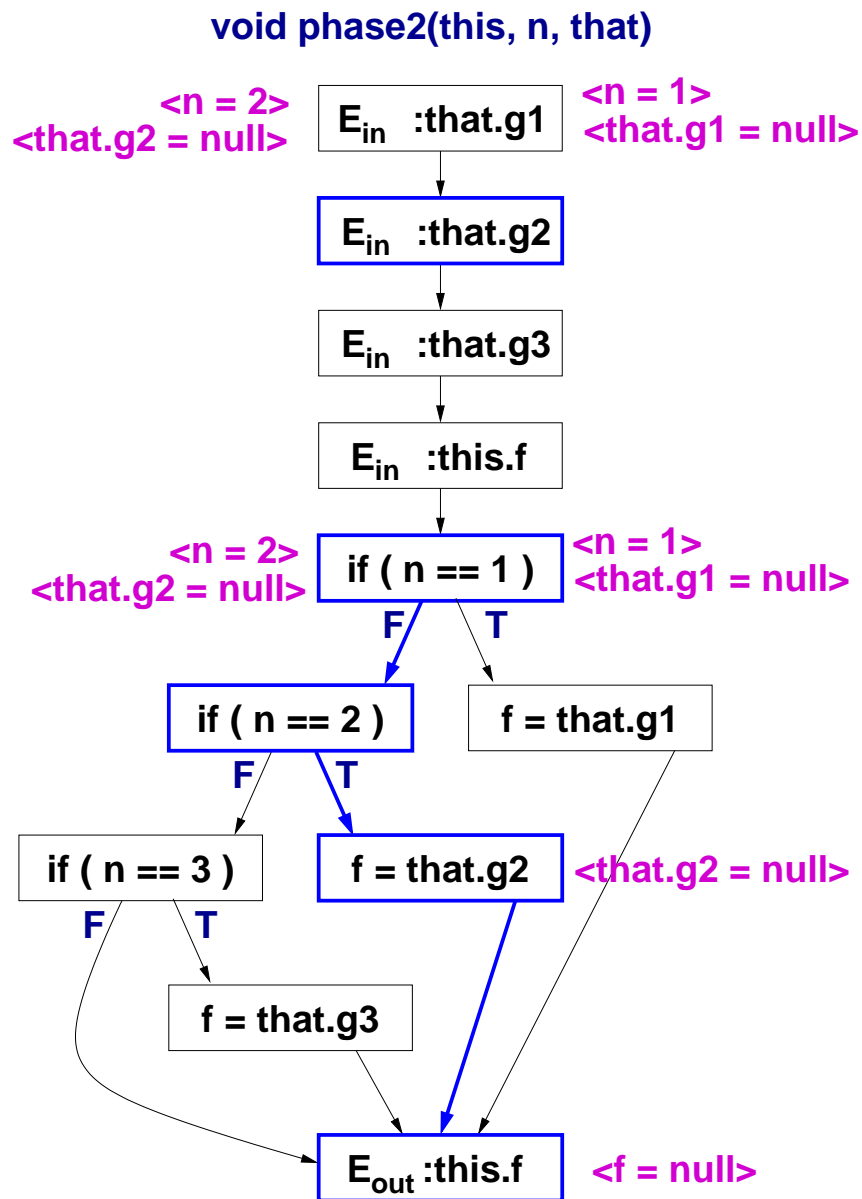 void phase2(this, n, that)
<n = 2>
<that.g2 = null>
E_in :that.g1
<n = 1>
<that.g1 = null>
E_in :that.g2
E_in :that.g3
E_in :this.f
<n = 2>
<that.g2 = null>
if ( n == 1 )
<n = 1>
<that.g1 = null>
F T
if ( n == 2 )
f = that.g1
F T
if ( n == 3 )
f = that.g2
<that.g2 = null>
F T
f = that.g3
E_out :this.f
<f = null>